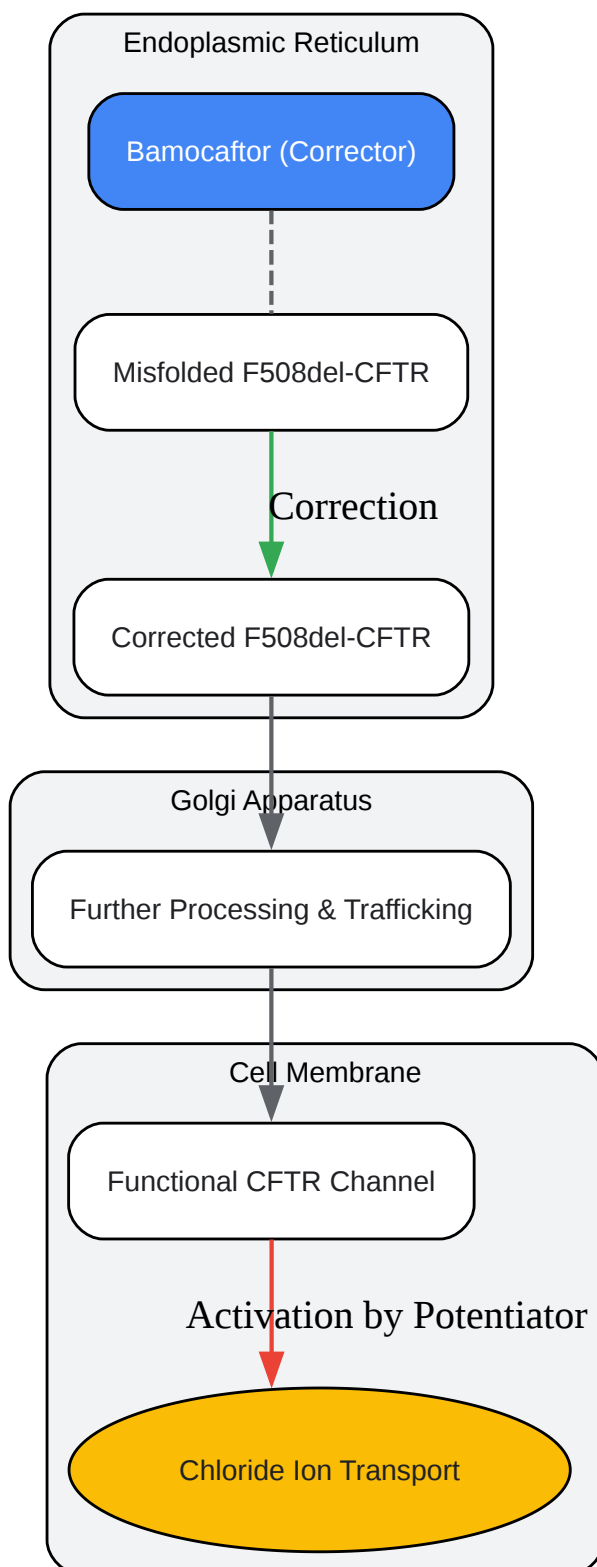 Endoplasmic Reticulum
Bamocaftor (Corrector)
Misfolded F508del-CFTR
Correction
Corrected F508del-CFTR
Golgi Apparatus
Further Processing & Trafficking
Cell Membrane
Functional CFTR Channel
Activation by Potentiator
Chloride Ion Transport